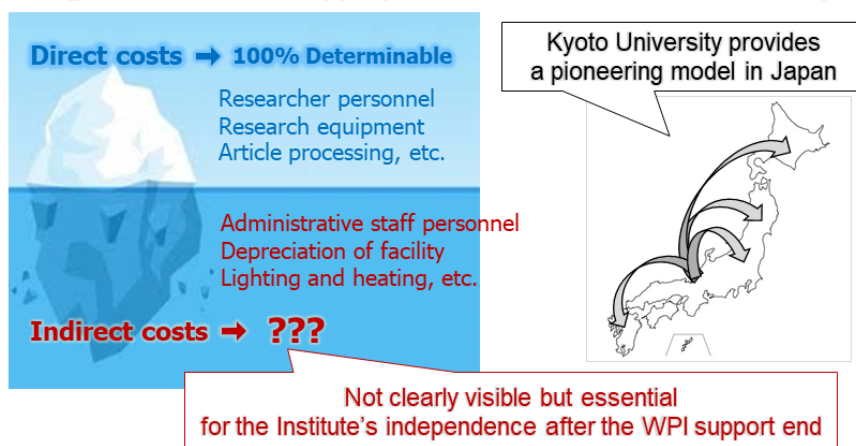 Direct costs ➔ 100% Determinable
Researcher personnel
Research equipment
Article processing, etc.
Administrative staff personnel
Depreciation of facility
Lighting and heating, etc.
Indirect costs ➔ ???
Kyoto University provides
a pioneering model in Japan
Not clearly visible but essential
for the Institute's independence after the WPI support end